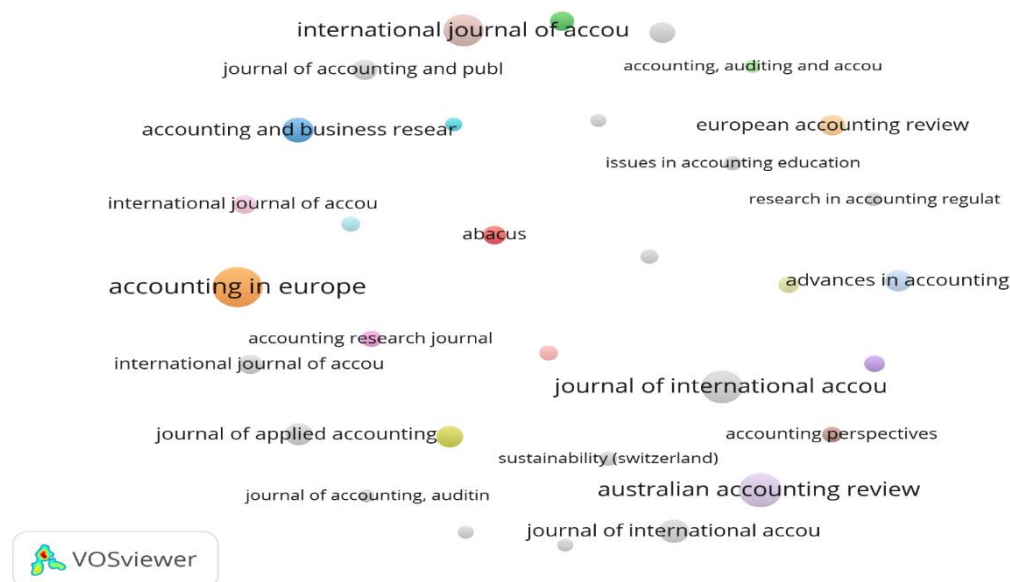 international journal of accou
journal of accounting and publ
accounting, auditing and accou
accounting and business resear
european accounting review
issues in accounting education
international journal of accou
research in accounting regulat
abacus
advances in accounting
accounting in europe
accounting research journal
international journal of accou
journal of international accou
journal of applied accounting
accounting perspectives
sustainability (switzerland)
australian accounting review
journal of accounting, auditin
journal of international accou
VOSviewer